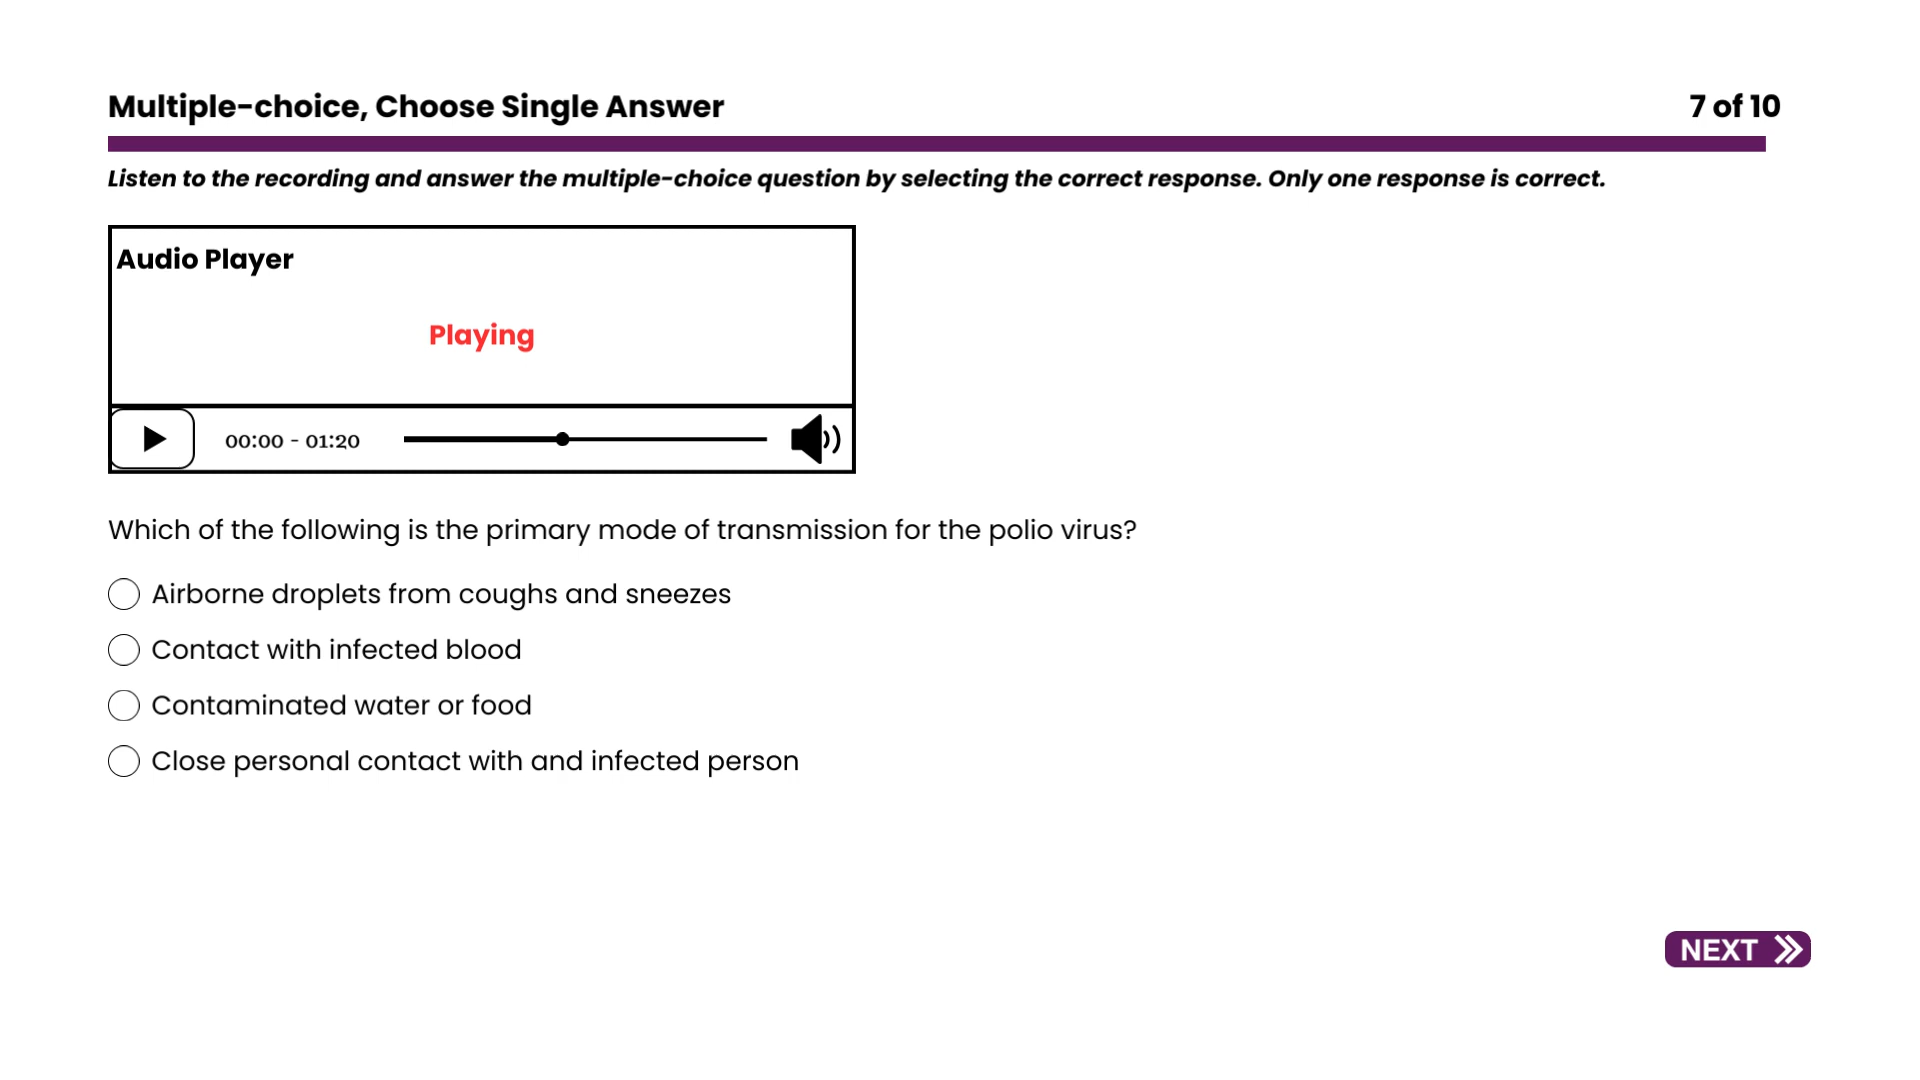 Multiple-choice, Choose Single Answer
7 of 10
Listen to the recording and answer the multiple-choice question by selecting the correct response. Only one response is correct.
Audio Player
Playing
00:00 - 01:20
Which of the following is the primary mode of transmission for the polio virus?
Airborne droplets from coughs and sneezes
Contact with infected blood
Contaminated water or food
Close personal contact with and infected person
NEXT